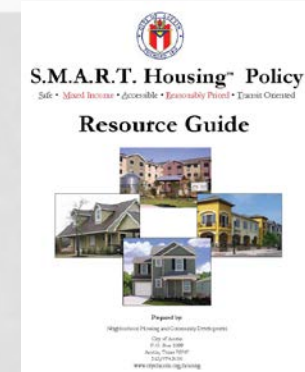 S.M.A.R.T. Housing℠ Policy
Safe • Mixed Income • Accessible • Reasonably Priced • Transit Oriented
Resource Guide
Prepared by
Neighborhood Housing and Community Development
City of Austin
P.O. Box 1088
Austin, Texas